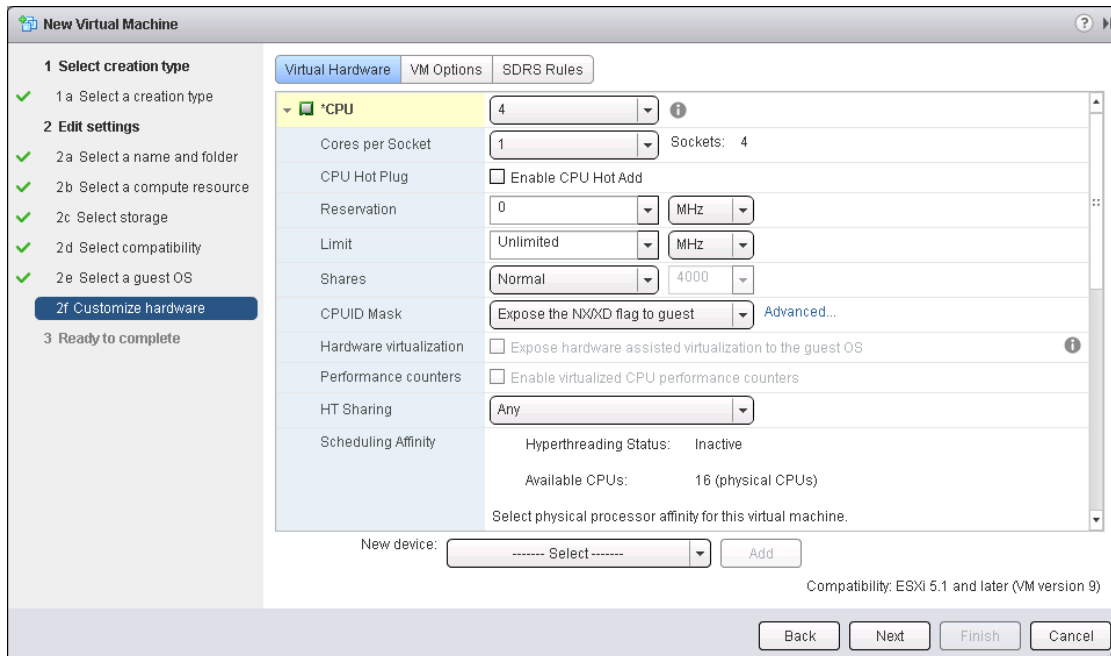 New Virtual Machine
?
1 Select creation type
1a Select a creation type
2 Edit settings
2a Select a name and folder
2b Select a compute resource
2c Select storage
2d Select compatibility
2e Select a guest OS
2f Customize hardware
3 Ready to complete
Virtual Hardware VM Options SDRS Rules
*CPU 4
Cores per Socket 1 Sockets: 4
CPU Hot Plug Enable CPU Hot Add
Reservation 0 MHz
Limit Unlimited MHz
Shares Normal 4000
CPUID Mask Expose the NX/XD flag to guest Advanced...
Hardware virtualization Expose hardware assisted virtualization to the guest OS
Performance counters Enable virtualized CPU performance counters
HT Sharing Any
Scheduling Affinity Hyperthreading Status: Inactive
Available CPUs: 16 (physical CPUs)
Select physical processor affinity for this virtual machine.
New device: ------- Select ------- Add
Compatibility: ESXi 5.1 and later (VM version 9)
Back Next Finish Cancel